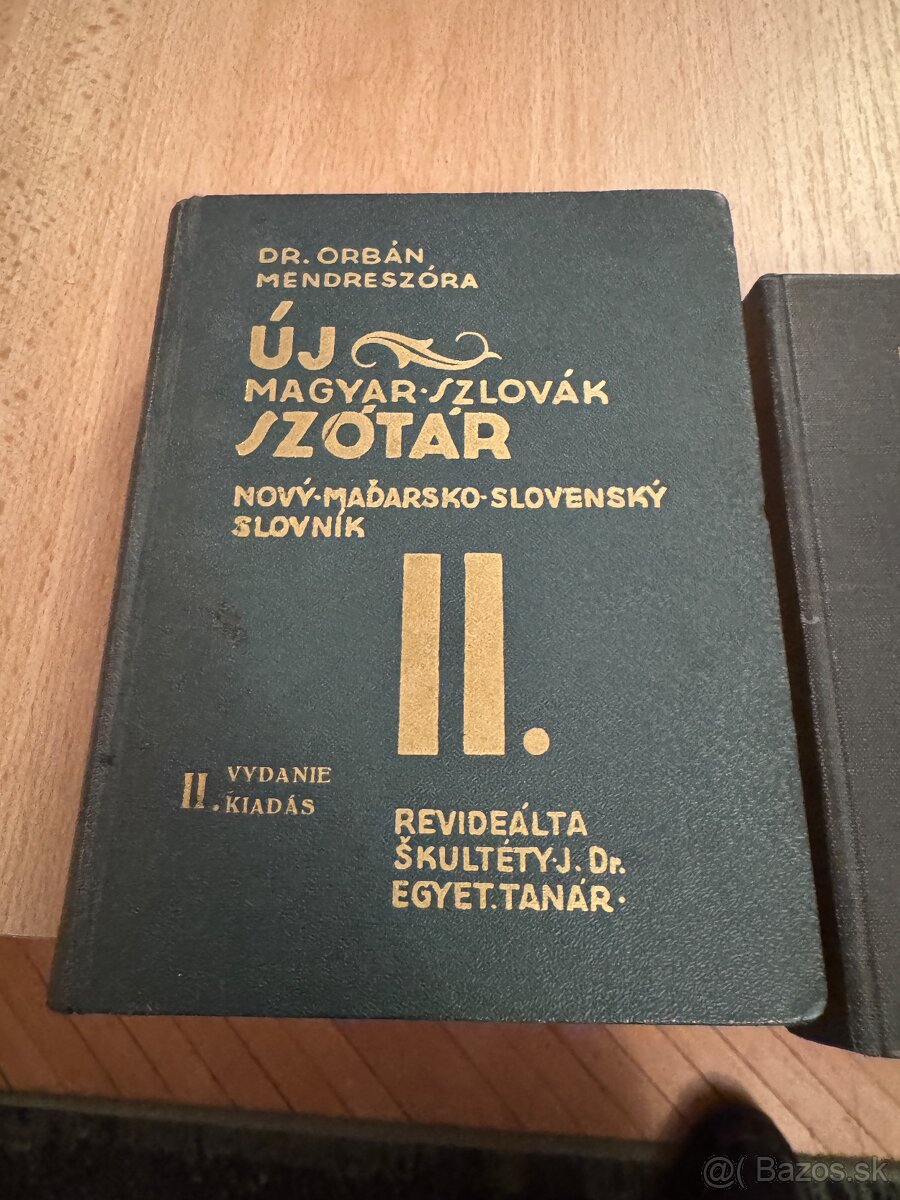 DR. ORBÁN
MENDRESZÓRA
ÚJ
MAGYAR·SZLOVÁK
SZÓTÁR
NOVÝ·MAĎARSKO·SLOVENSKÝ
SLOVNÍK
II.
II. VYDANIE
KIADÁS
REVIDEÁLTA
ŠKULTÉTY·J. Dr.
EGYET. TANÁR·
@( Bazos.sk